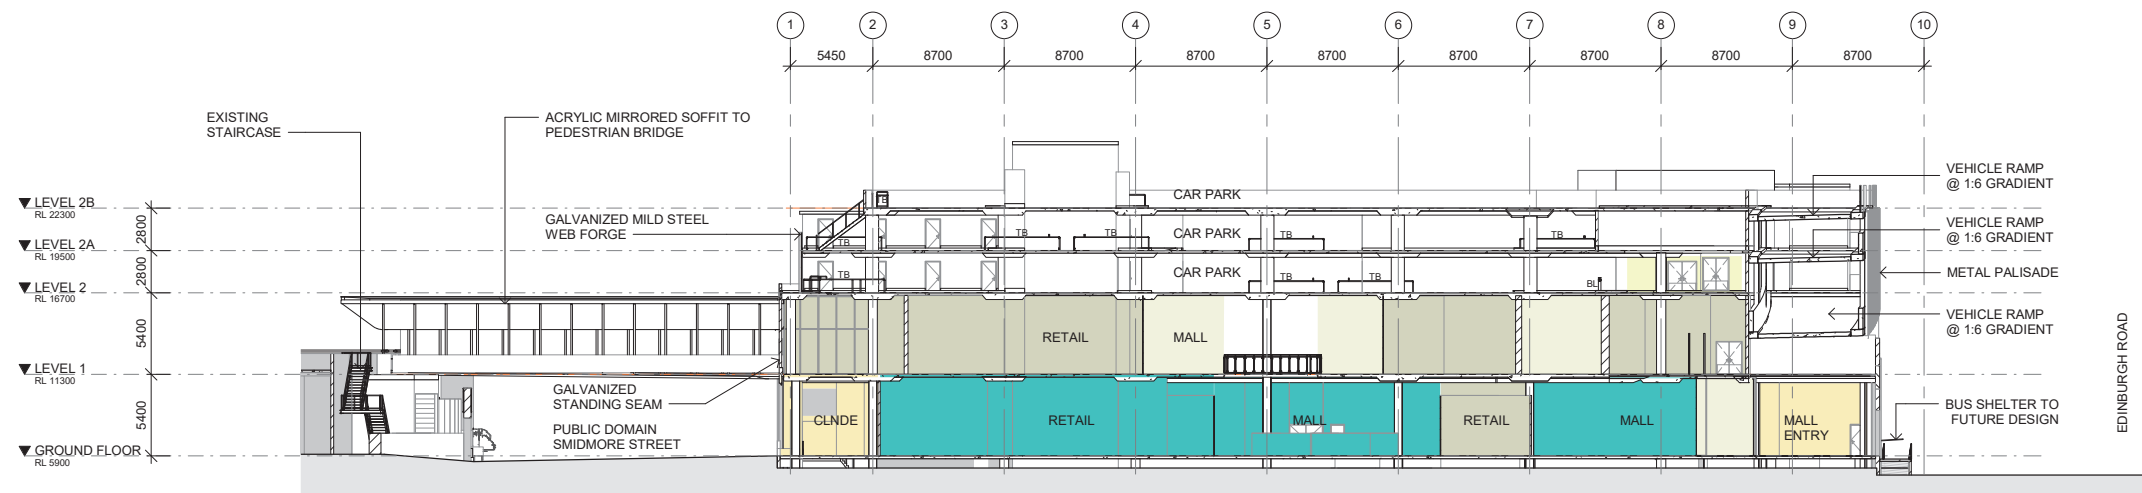 1 2 3 4 5 6 7 8 9 10
5450 8700 8700 8700 8700 8700 8700 8700 8700
EXISTING
STAIRCASE
ACRYLIC MIRRORED SOFFIT TO
PEDESTRIAN BRIDGE
GALVANIZED MILD STEEL
WEB FORGE
LEVEL 2B
RL 22300
2800
LEVEL 2A
RL 19500
2800
LEVEL 2
RL 16700
5400
LEVEL 1
RL 11300
5400
GROUND FLOOR
RL 5900
CAR PARK
TB TB TB CAR PARK TB TB
TB CAR PARK TB TB BL
RETAIL MALL
CLNDE RETAIL MALL RETAIL MALL MALL
ENTRY
GALVANIZED
STANDING SEAM
PUBLIC DOMAIN
SMIDMORE STREET
VEHICLE RAMP
@ 1:6 GRADIENT
VEHICLE RAMP
@ 1:6 GRADIENT
METAL PALISADE
VEHICLE RAMP
@ 1:6 GRADIENT
BUS SHELTER TO
FUTURE DESIGN
EDINBURGH ROAD